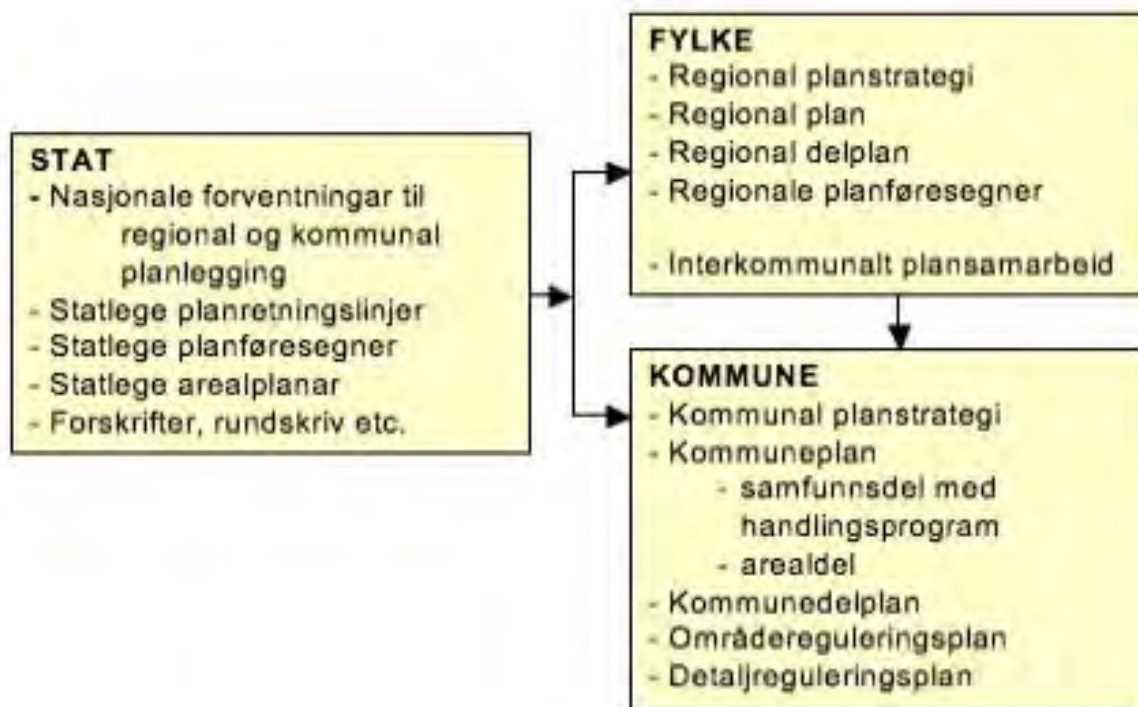 STAT
- Nasjonale forventningar til
regional og kommunal
planlegging
- Statlege planretningslinjer
- Statlege planføresegner
- Statlege arealplanar
- Forskrifter, rundskriv etc.
FYLKE
- Regional planstrategi
- Regional plan
- Regional delplan
- Regionale planføresegner
- Interkommunalt plansamarbeid
KOMMUNE
- Kommunal planstrategi
- Kommuneplan
- samfunnsdel med
handlingsprogram
- arealdel
- Kommunedelplan
- Områdereguleringsplan
- Detaljreguleringsplan